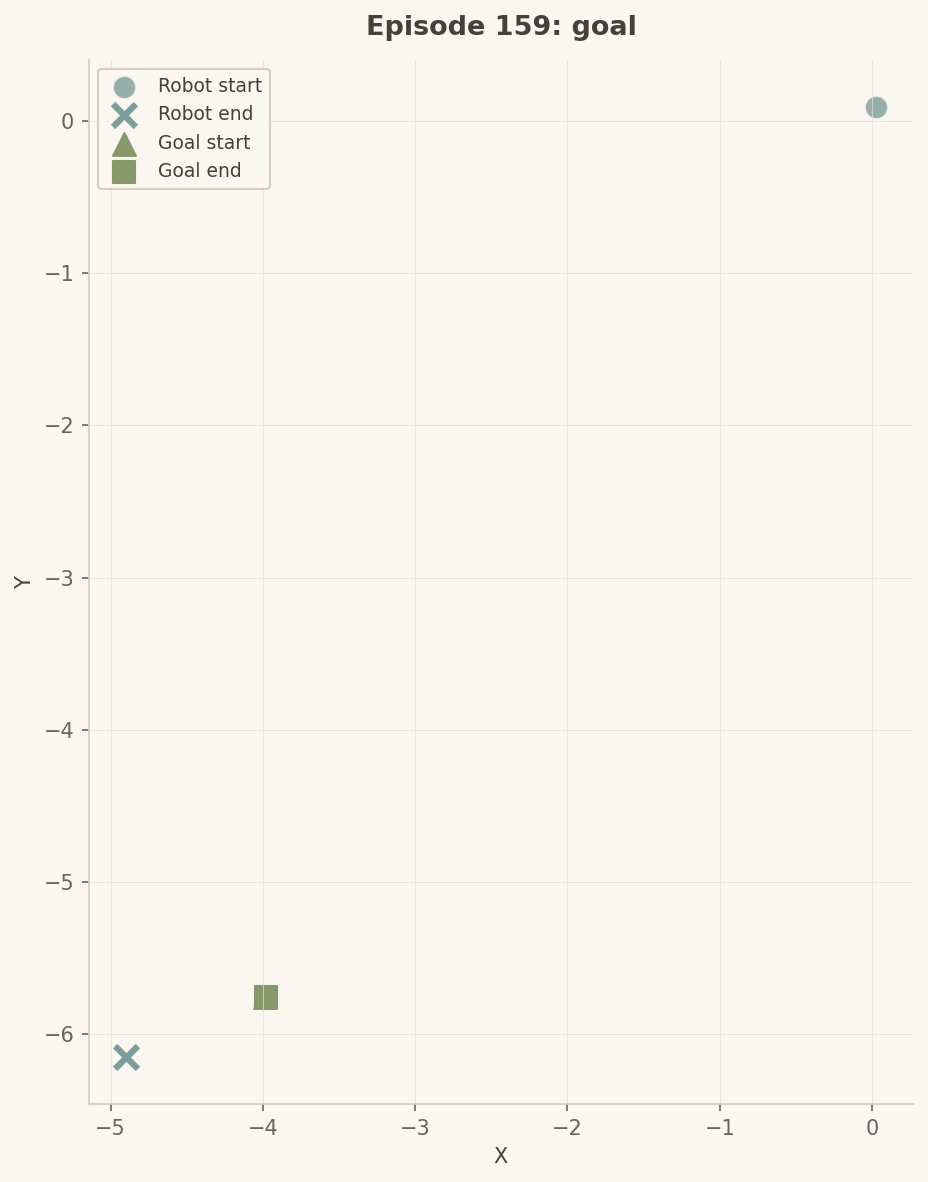 Episode 159: goal
Robot start
Robot end
Goal start
Goal end
0
−1
−2
−3
−4
−5
−6
Y
−5 −4 −3 −2 −1 0
X